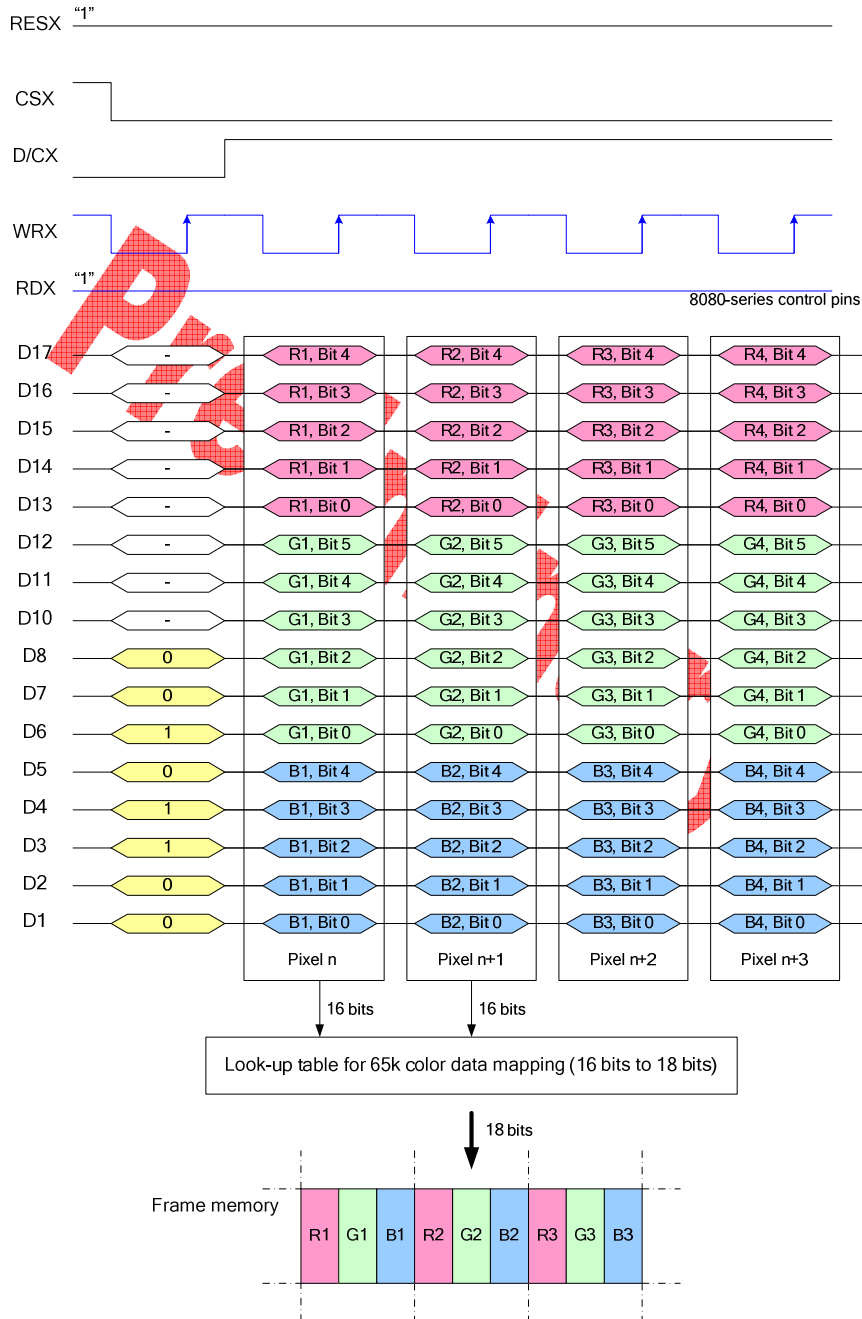 RESX "1"
CSX
D/CX
WRX
RDX "1"
8080-series control pins
D17 - R1, Bit 4 R2, Bit 4 R3, Bit 4 R4, Bit 4
D16 - R1, Bit 3 R2, Bit 3 R3, Bit 3 R4, Bit 3
D15 - R1, Bit 2 R2, Bit 2 R3, Bit 2 R4, Bit 2
D14 - R1, Bit 1 R2, Bit 1 R3, Bit 1 R4, Bit 1
D13 - R1, Bit 0 R2, Bit 0 R3, Bit 0 R4, Bit 0
D12 - G1, Bit 5 G2, Bit 5 G3, Bit 5 G4, Bit 5
D11 - G1, Bit 4 G2, Bit 4 G3, Bit 4 G4, Bit 4
D10 - G1, Bit 3 G2, Bit 3 G3, Bit 3 G4, Bit 3
D8 0 G1, Bit 2 G2, Bit 2 G3, Bit 2 G4, Bit 2
D7 0 G1, Bit 1 G2, Bit 1 G3, Bit 1 G4, Bit 1
D6 1 G1, Bit 0 G2, Bit 0 G3, Bit 0 G4, Bit 0
D5 0 B1, Bit 4 B2, Bit 4 B3, Bit 4 B4, Bit 4
D4 1 B1, Bit 3 B2, Bit 3 B3, Bit 3 B4, Bit 3
D3 1 B1, Bit 2 B2, Bit 2 B3, Bit 2 B4, Bit 2
D2 0 B1, Bit 1 B2, Bit 1 B3, Bit 1 B4, Bit 1
D1 0 B1, Bit 0 B2, Bit 0 B3, Bit 0 B4, Bit 0
Pixel n Pixel n+1 Pixel n+2 Pixel n+3
16 bits 16 bits
Look-up table for 65k color data mapping (16 bits to 18 bits)
18 bits
Frame memory
R1 G1 B1 R2 G2 B2 R3 G3 B3